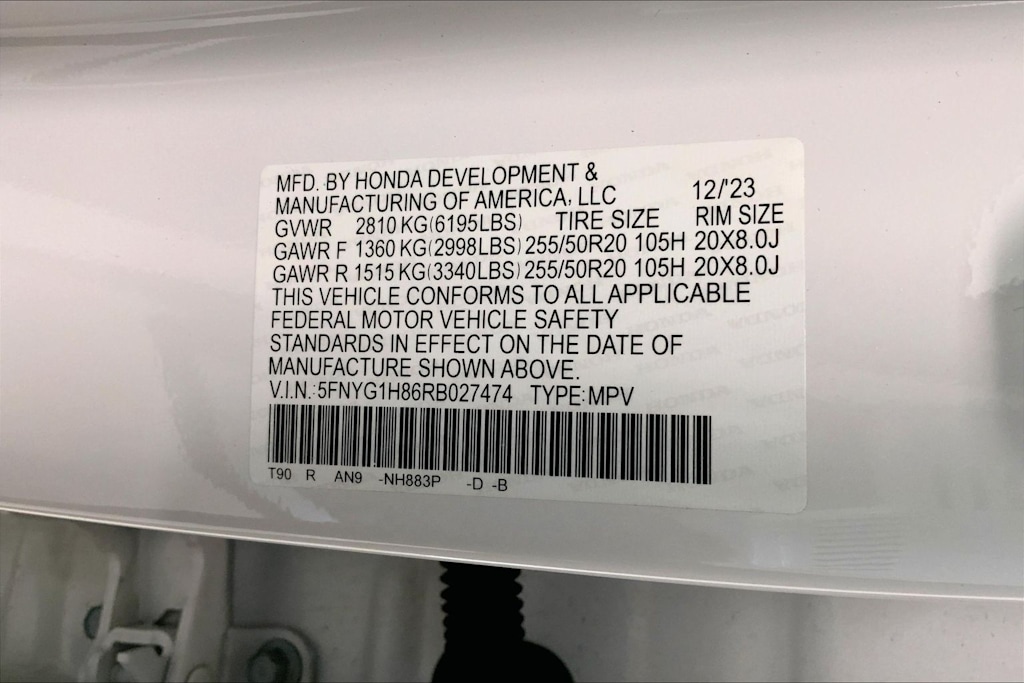 MFD. BY HONDA DEVELOPMENT &
MANUFACTURING OF AMERICA, LLC 12/'23
GVWR 2810 KG(6195LBS) TIRE SIZE RIM SIZE
GAWR F 1360 KG(2998LBS) 255/50R20 105H 20X8.0J
GAWR R 1515 KG(3340LBS) 255/50R20 105H 20X8.0J
THIS VEHICLE CONFORMS TO ALL APPLICABLE
FEDERAL MOTOR VEHICLE SAFETY
STANDARDS IN EFFECT ON THE DATE OF
MANUFACTURE SHOWN ABOVE.
V.I.N.:5FNYG1H86RB027474 TYPE:MPV
T90 R AN9 -NH883P -D -B